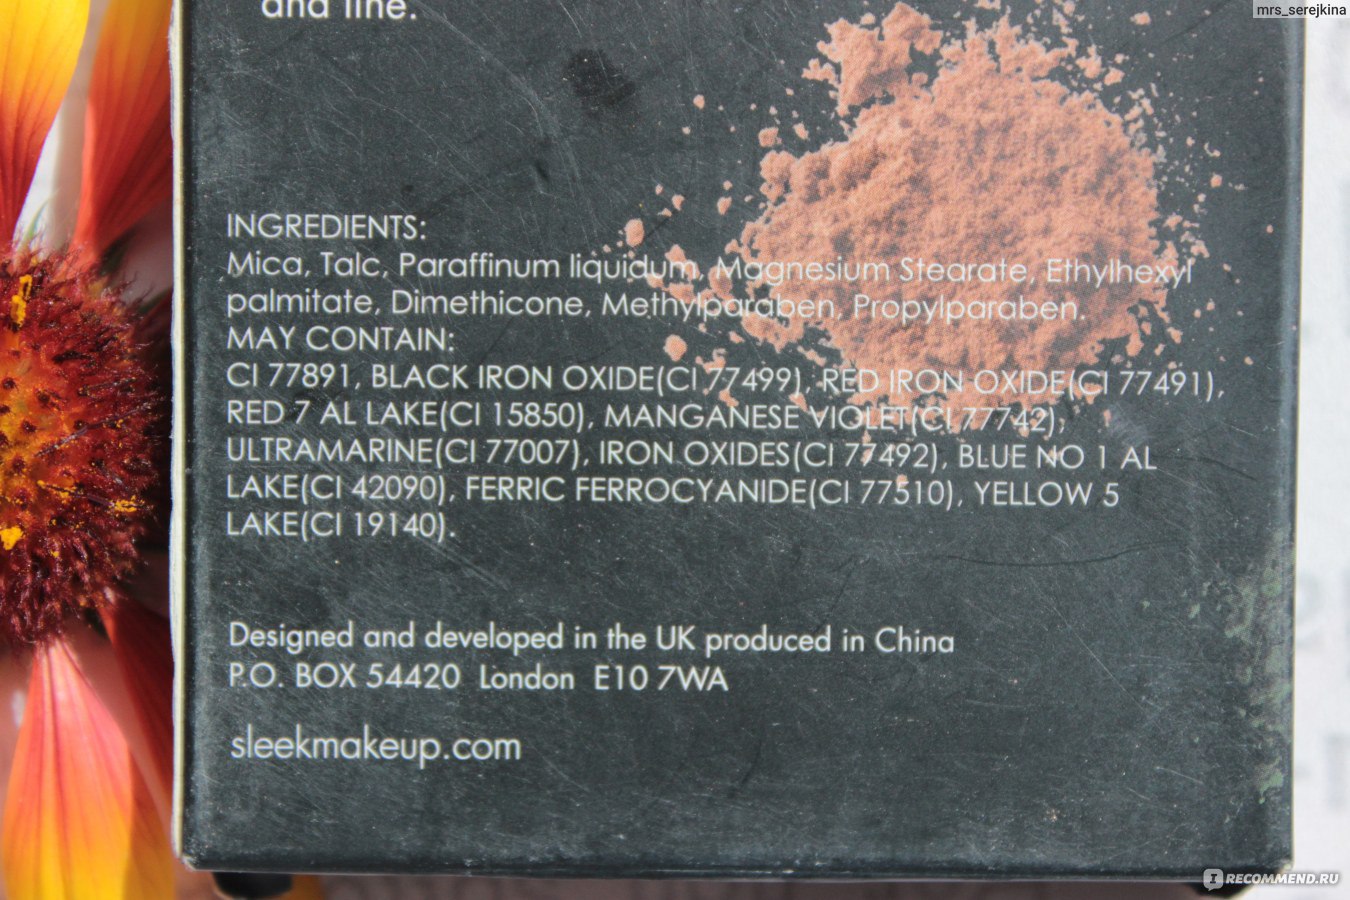 mrs_serejkina
and fine.
INGREDIENTS:
Mica, Talc, Paraffinum liquidum, Magnesium Stearate, Ethylhexyl
palmitate, Dimethicone, Methylparaben, Propylparaben.
MAY CONTAIN:
CI 77891, BLACK IRON OXIDE(CI 77499), RED IRON OXIDE(CI 77491),
RED 7 AL LAKE(CI 15850), MANGANESE VIOLET(CI 77742),
ULTRAMARINE(CI 77007), IRON OXIDES(CI 77492), BLUE NO 1 AL
LAKE(CI 42090), FERRIC FERROCYANIDE(CI 77510), YELLOW 5
LAKE(CI 19140).
Designed and developed in the UK produced in China
P.O. BOX 54420 London E10 7WA
sleekmakeup.com
IRECOMMEND.RU